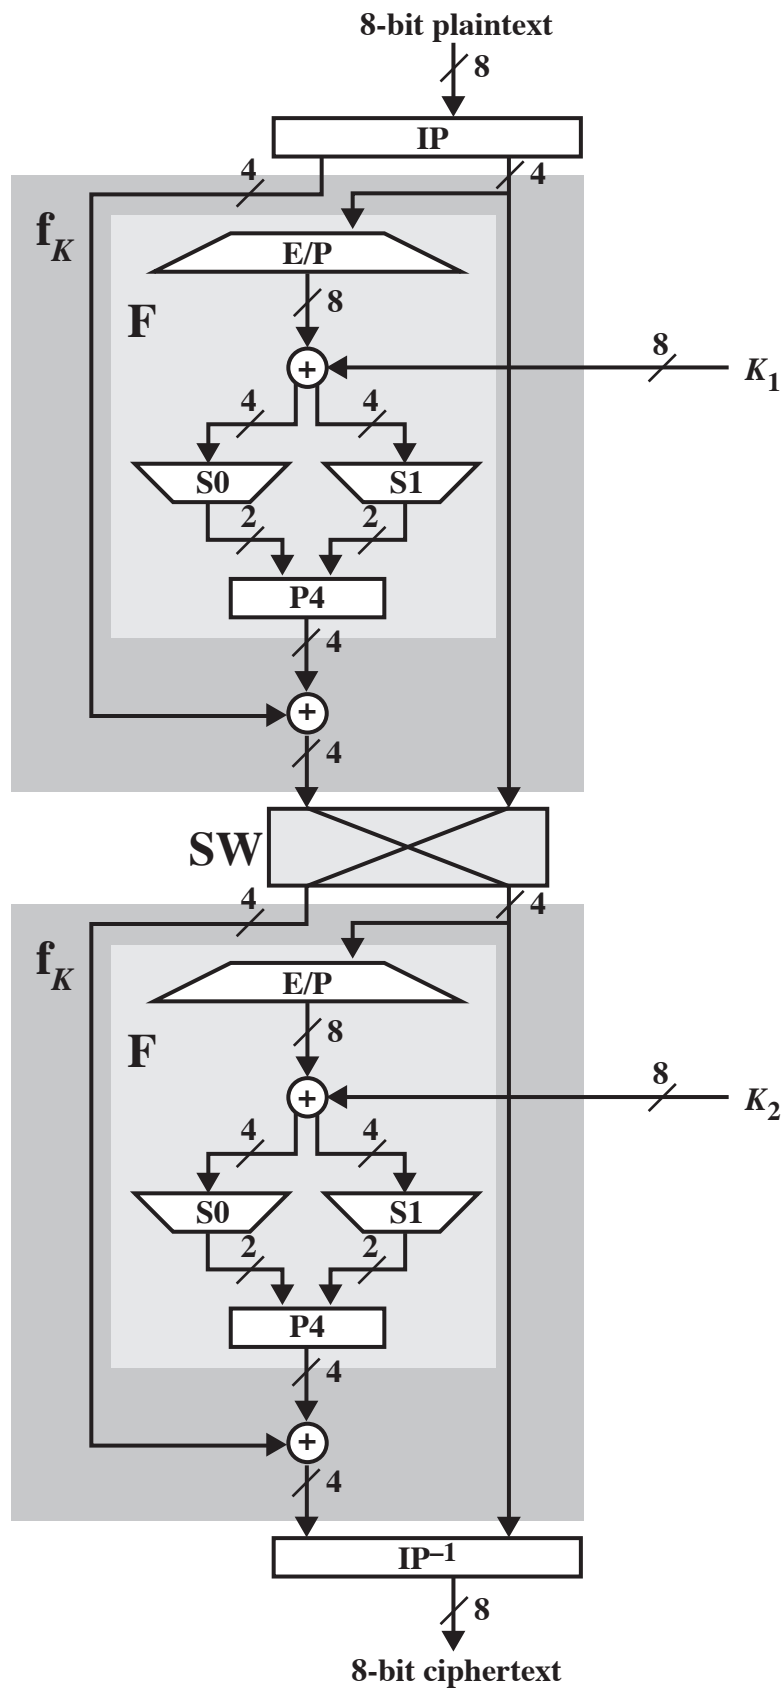 8-bit plaintext
8
IP
4 4
f_K
E/P
F 8
8 K₁
+
4 4
S0 S1
2 2
P4
4
+
4
SW
4 4
f_K
E/P
F 8
8 K₂
+
4 4
S0 S1
2 2
P4
4
+
4
IP⁻¹
8
8-bit ciphertext